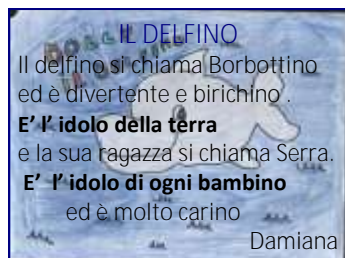 IL DELFINO
Il delfino si chiama Borbottino
ed è divertente e birichino .
E’ l’ idolo della terra
e la sua ragazza si chiama Serra.
E’ l’ idolo di ogni bambino
ed è molto carino
Damiana